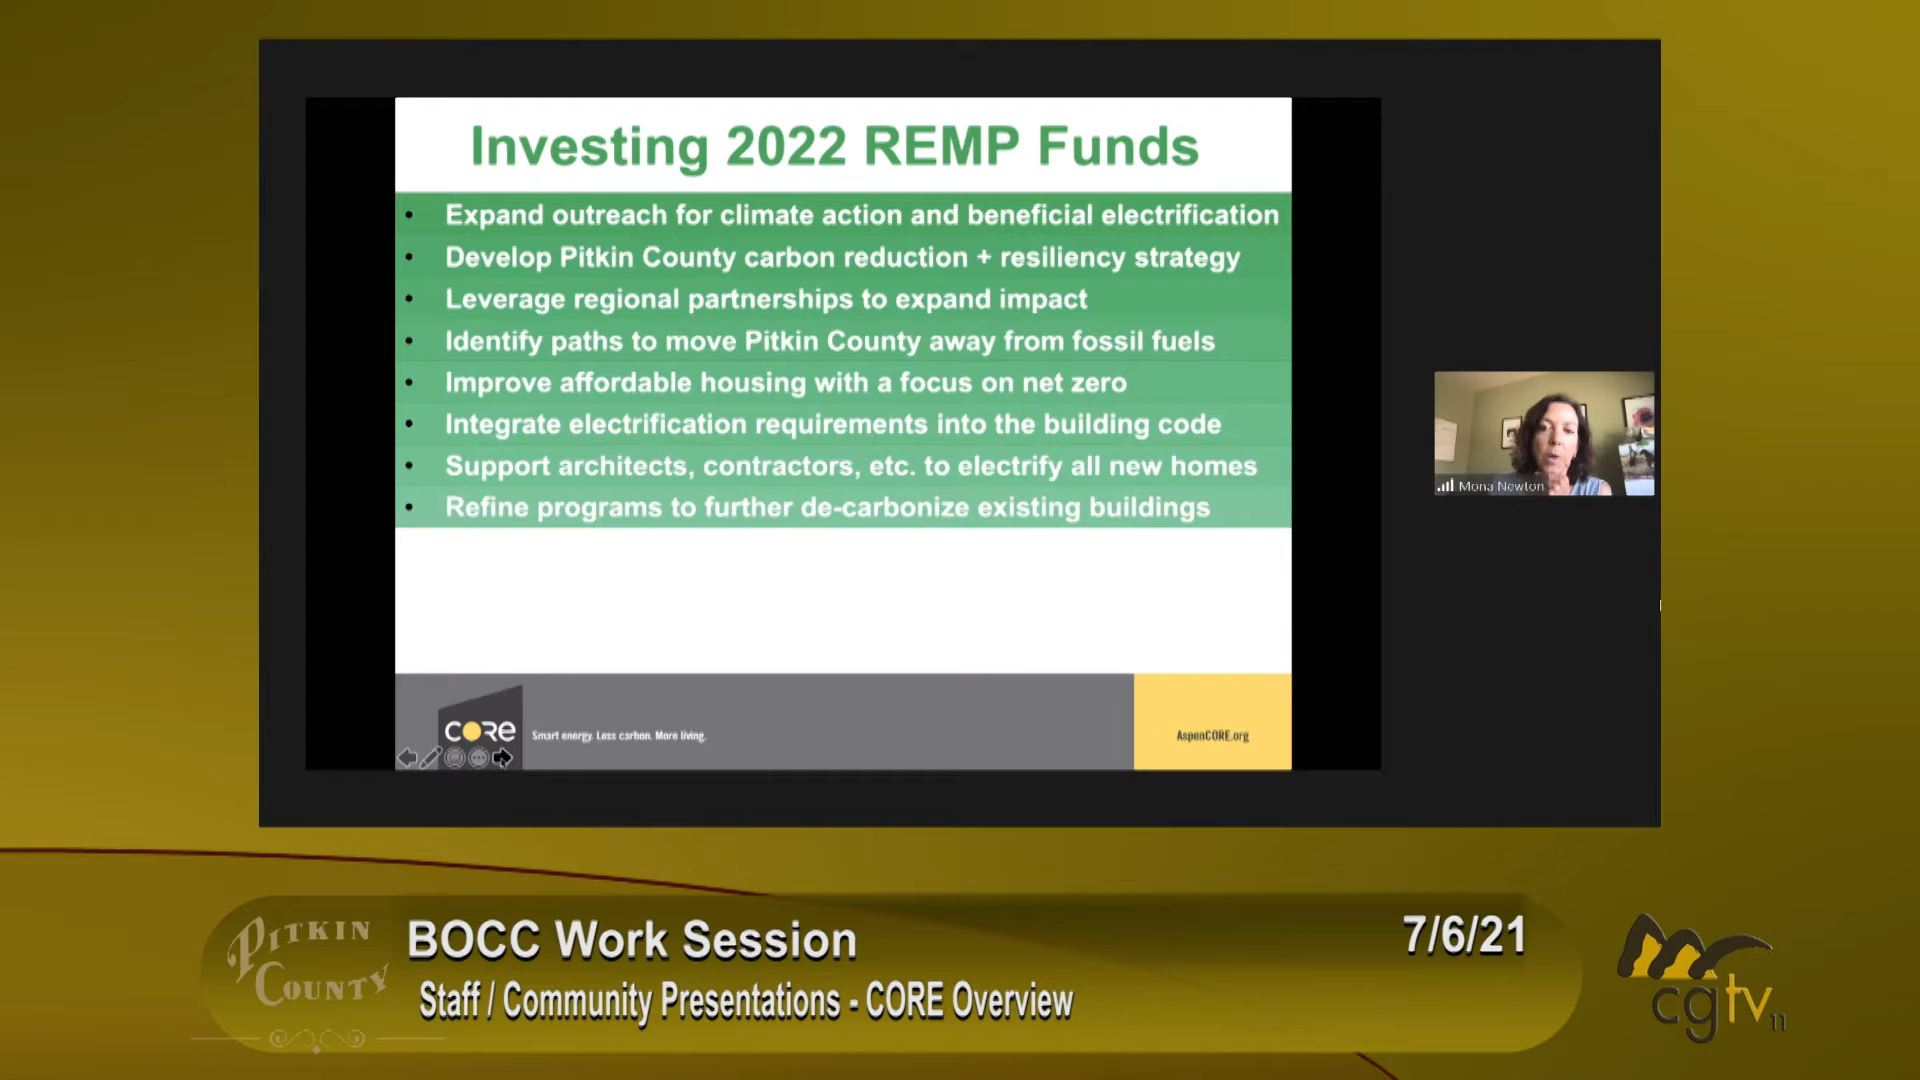 Investing 2022 REMP Funds
• Expand outreach for climate action and beneficial electrification
• Develop Pitkin County carbon reduction + resiliency strategy
• Leverage regional partnerships to expand impact
• Identify paths to move Pitkin County away from fossil fuels
• Improve affordable housing with a focus on net zero
• Integrate electrification requirements into the building code
• Support architects, contractors, etc. to electrify all new homes
• Refine programs to further de-carbonize existing buildings
Mona Newton
CORe
Smart energy. Less carbon. More living.
AspenCORE.org
PITKIN
COUNTY
BOCC Work Session
7/6/21
Staff / Community Presentations - CORE Overview
cgtv11